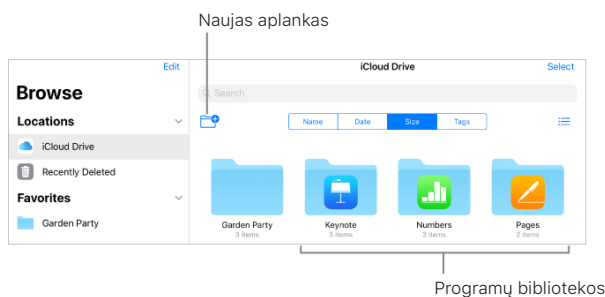 Naujas aplankas
Edit
iCloud Drive
Select
Browse
Search
Locations
Name Date Size Tags
iCloud Drive
Recently Deleted
Favorites
Garden Party
Garden Party
3 items
Keynote
3 items
Numbers
3 items
Pages
2 items
Programų bibliotekos